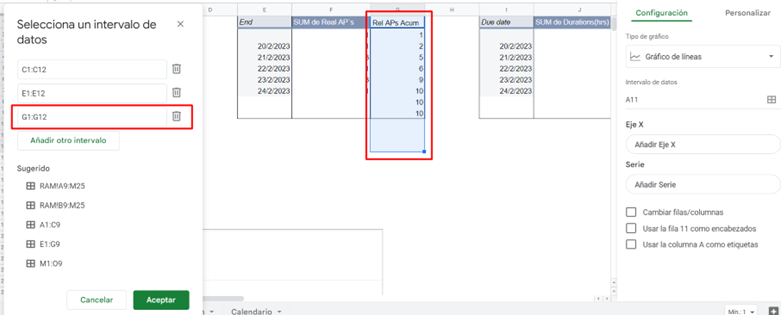 Selecciona un intervalo de
datos
C1:C12
E1:E12
G1:G12
Añadir otro intervalo
Sugerido
RAM!A9:M25
RAM!B9:M25
A1:C9
E1:G9
M1:O9
Cancelar
Aceptar
D E F G H I J
End SUM de Real AP's Rel APs Acum
1
20/2/2023 2
21/2/2023 5
22/2/2023 6
23/2/2023 9
24/2/2023 10
10
10
Due date SUM de Durations(hrs)
20/2/2023
21/2/2023
22/2/2023
23/2/2023
24/2/2023
Calendario
Mín.: 1
Configuración Personalizar
Tipo de gráfico
Gráfico de líneas
Intervalo de datos
A11
Eje X
Añadir Eje X
Serie
Añadir Serie
Cambiar filas/columnas
Usar la fila 11 como encabezados
Usar la columna A como etiquetas